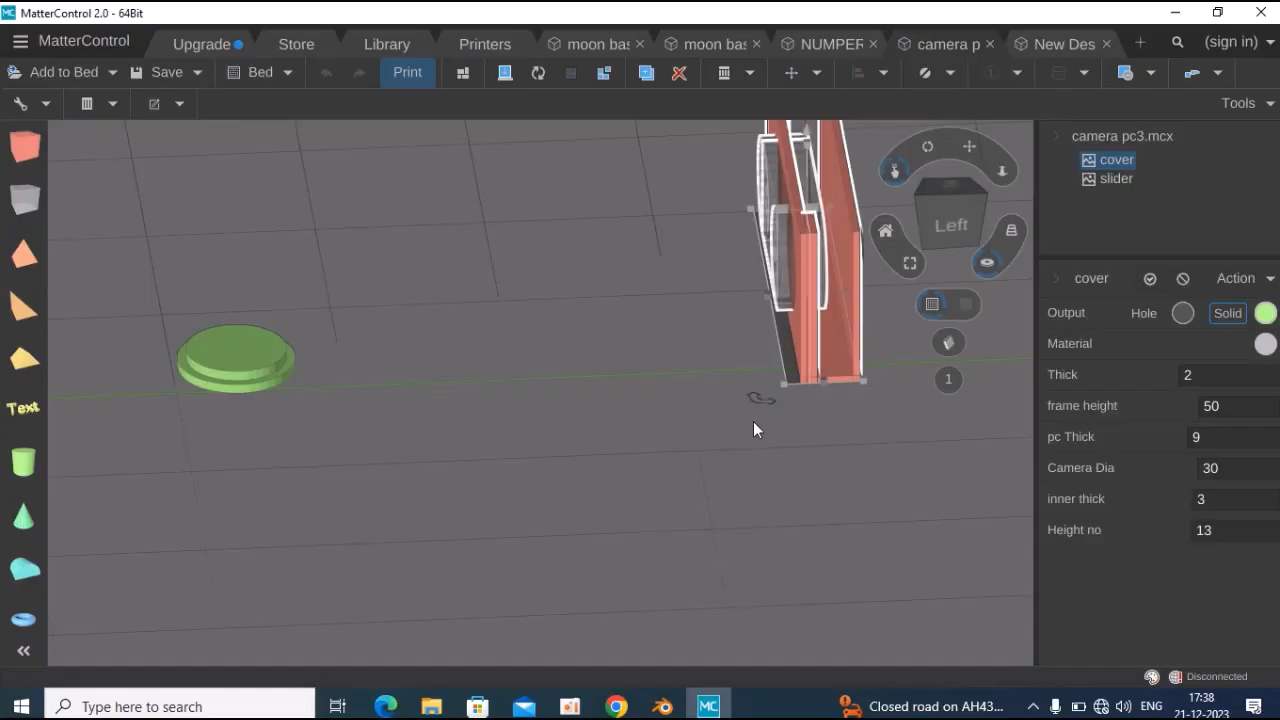 MC MatterControl 2.0 - 64Bit
MatterControl Upgrade Store Library Printers moon bas moon bas NUMPER camera p New Des (sign in)
Add to Bed Save Bed Print
Tools
camera pc3.mcx
cover
slider
Left
cover Action
Output Hole Solid
Material
Thick 2
1
frame height 50
Text
pc Thick 9
Camera Dia 30
inner thick 3
Height no 13
Disconnected
Type here to search MC Closed road on AH43... ENG 17:38
21-12-2023